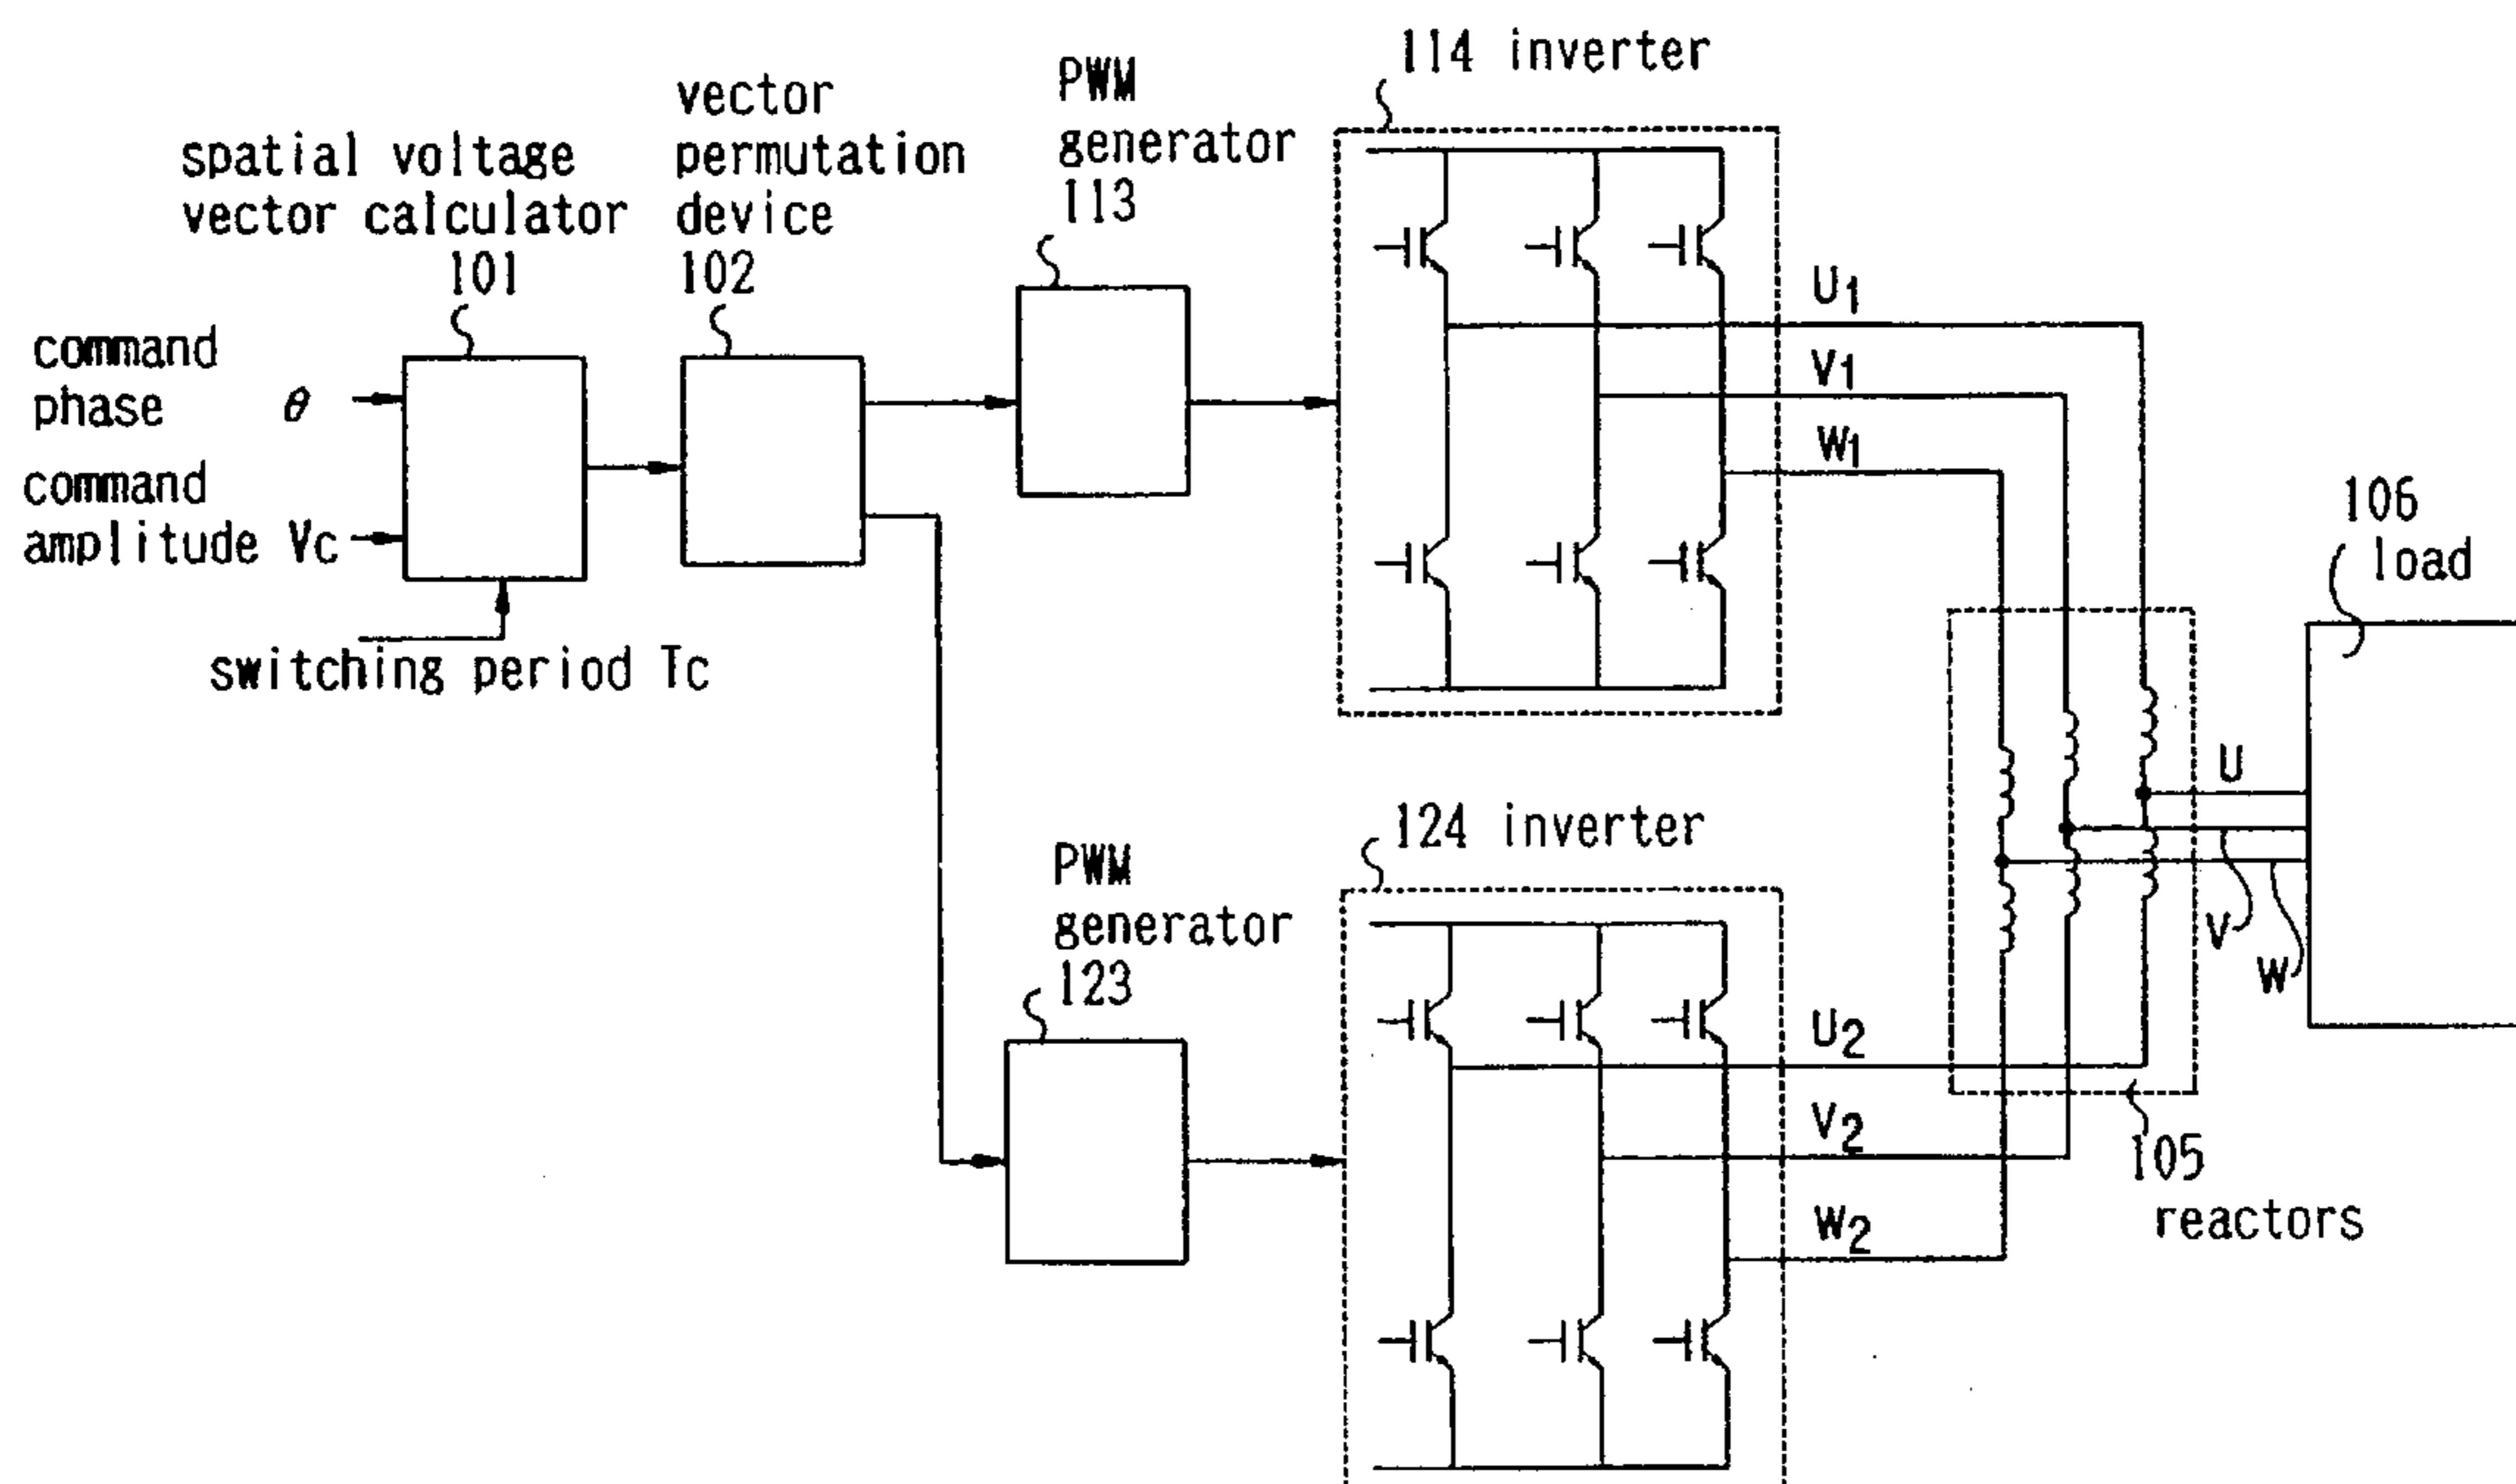 114 inverter
PWM
generator
113
vector
permutation
device
102
spatial voltage
vector calculator
101
command
phase θ
command
amplitude Vc
switching period Tc
U1
V1
W1
106
load
U
V
W
124 inverter
PWM
generator
123
U2
V2
W2
105
reactors